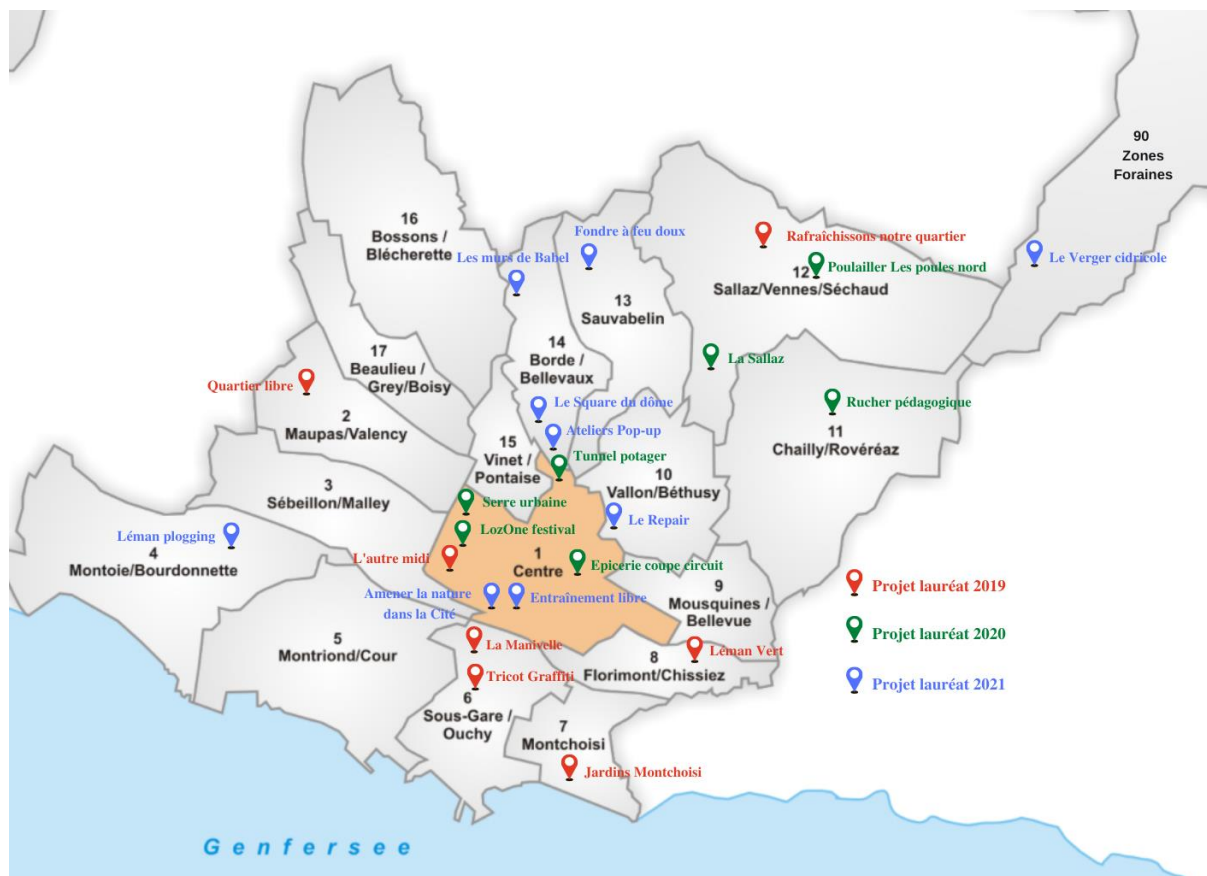 90
Zones
Foraines
16
Bossons /
Blécherette
Fondre à feu doux
Les murs de Babel
Rafraîchissons notre quartier
Poulailler Les poules nord
12
Sallaz/Vennes/Séchaud
Le Verger cidricole
13
Sauvabelin
14
Borde /
Bellevaux
17
Beaulieu /
Grey/Boisy
La Sallaz
Quartier libre
2
Maupas/Valency
Le Square du dôme
Ateliers Pop-up
Rucher pédagogique
11
Chailly/Rovéréaz
15
Vinet /
Pontaise
Tunnel potager
10
Vallon/Béthusy
3
Sébeillon/Malley
Serre urbaine
Le Repair
LozOne festival
Léman plogging
4
Montoie/Bourdonnette
L'autre midi
1
Centre
Epicerie coupe circuit
Amener la nature
dans la Cité
Entraînement libre
9
Mousquines /
Bellevue
Projet lauréat 2019
Projet lauréat 2020
Projet lauréat 2021
5
Montriond/Cour
La Manivelle
Léman Vert
8
Florimont/Chissiez
Tricot Graffiti
6
Sous-Gare /
Ouchy
7
Montchoisi
Jardins Montchoisi
Genfersee